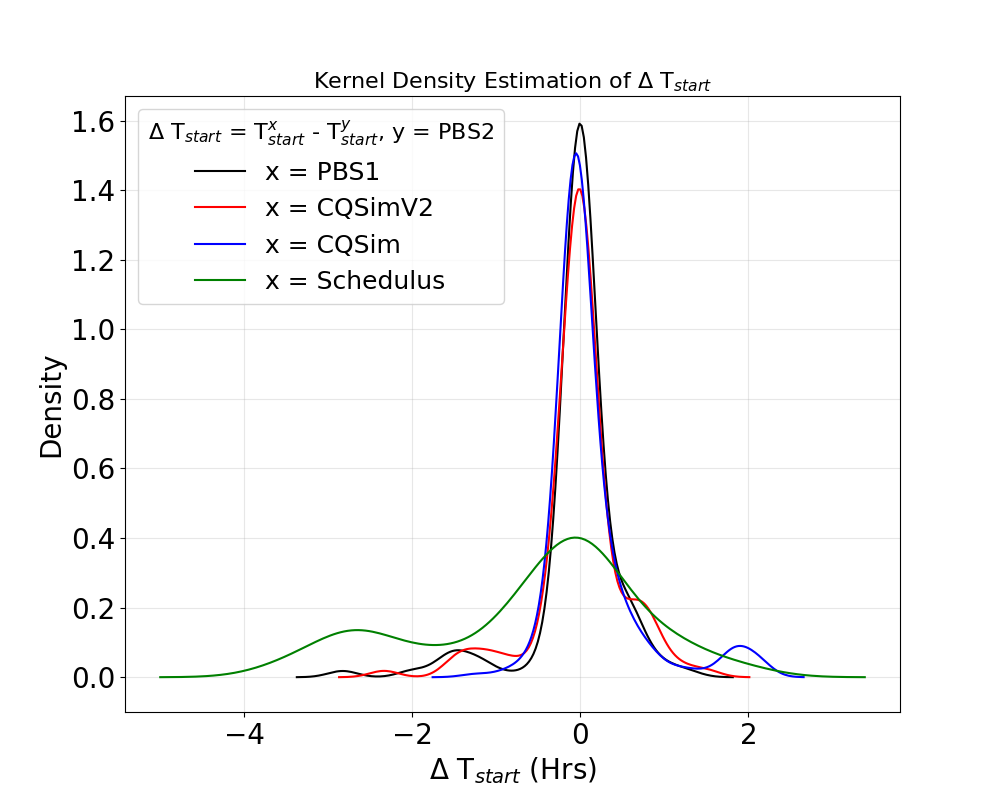 Kernel Density Estimation of Δ T_start
Δ T_start = T^x_start - T^y_start, y = PBS2
x = PBS1
x = CQSimV2
x = CQSim
x = Schedulus
Density
1.6
1.4
1.2
1.0
0.8
0.6
0.4
0.2
0.0
−4
−2
0
2
Δ T_start (Hrs)